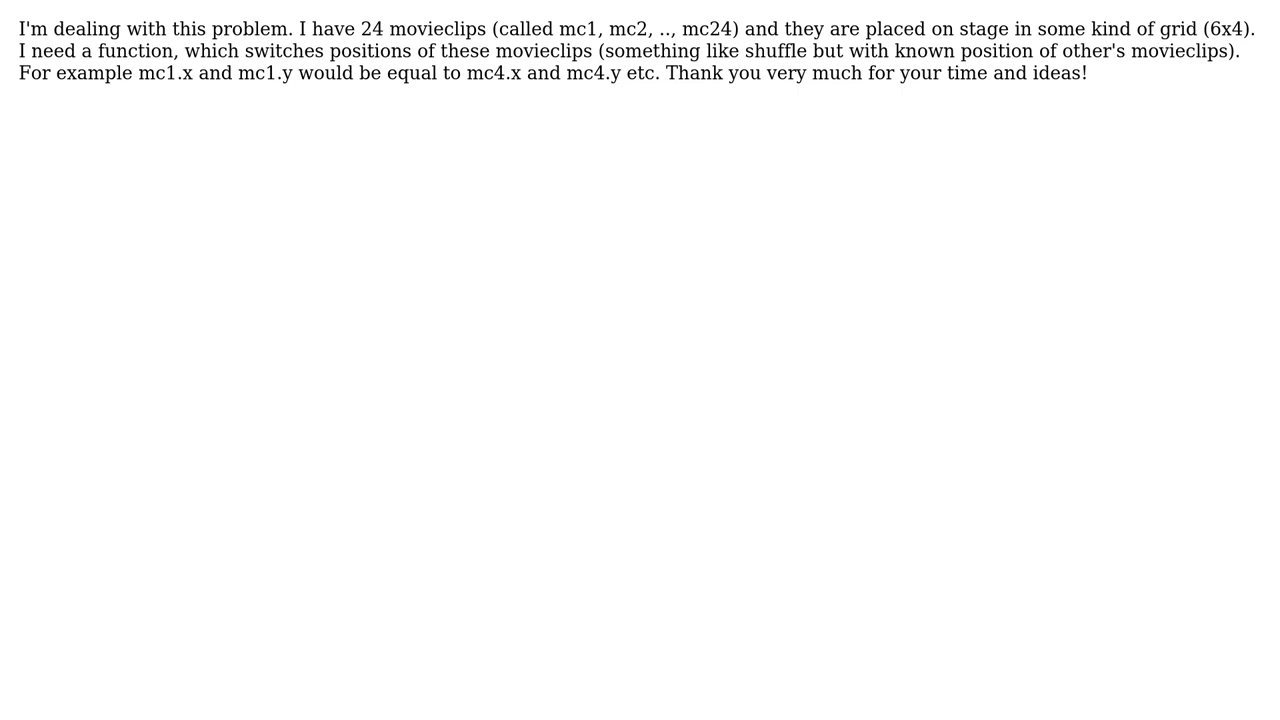 I'm dealing with this problem. I have 24 movieclips (called mc1, mc2, .., mc24) and they are placed on stage in some kind of grid (6x4).
I need a function, which switches positions of these movieclips (something like shuffle but with known position of other's movieclips).
For example mc1.x and mc1.y would be equal to mc4.x and mc4.y etc. Thank you very much for your time and ideas!